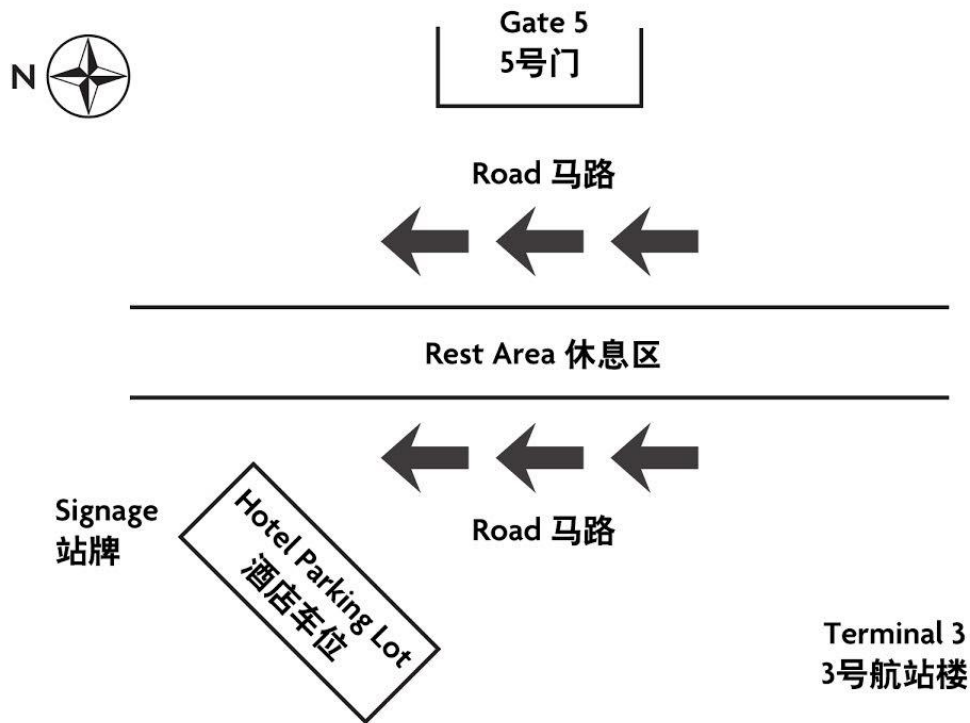 Gate 5
5号门
N
Road 马路
Rest Area 休息区
Signage
站牌
Hotel Parking Lot
酒店车位
Road 马路
Terminal 3
3号航站楼